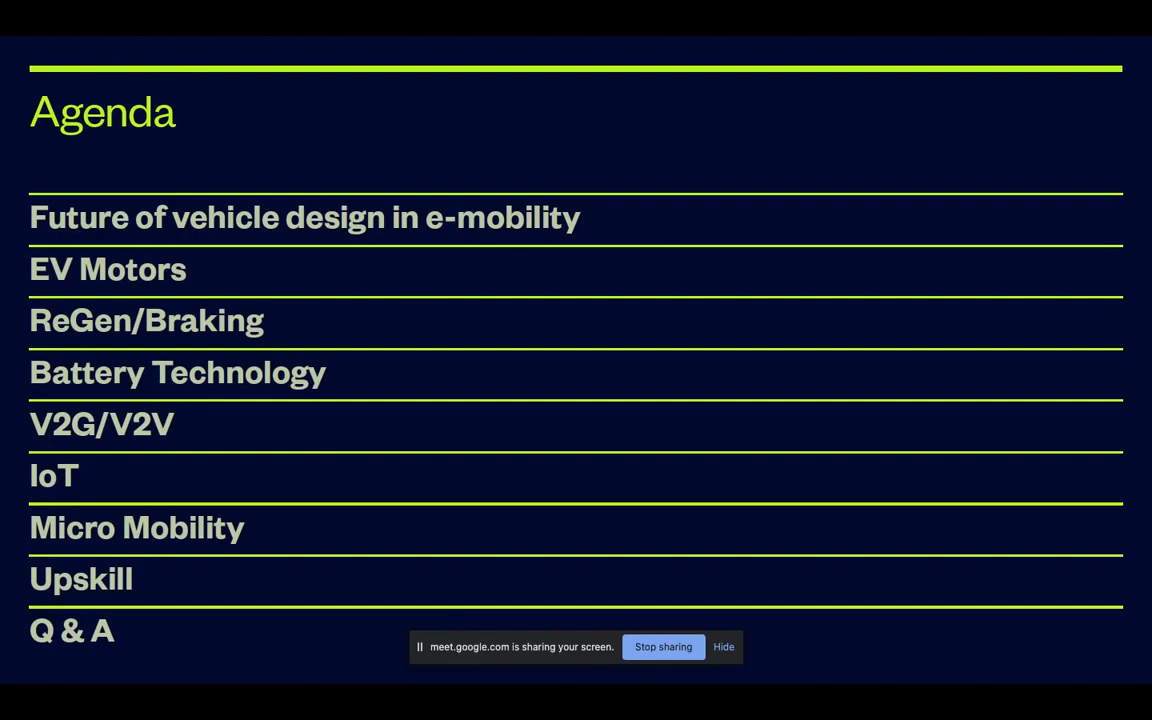 Agenda
Future of vehicle design in e-mobility
EV Motors
ReGen/Braking
Battery Technology
V2G/V2V
IoT
Micro Mobility
Upskill
Q & A
meet.google.com is sharing your screen. Stop sharing Hide